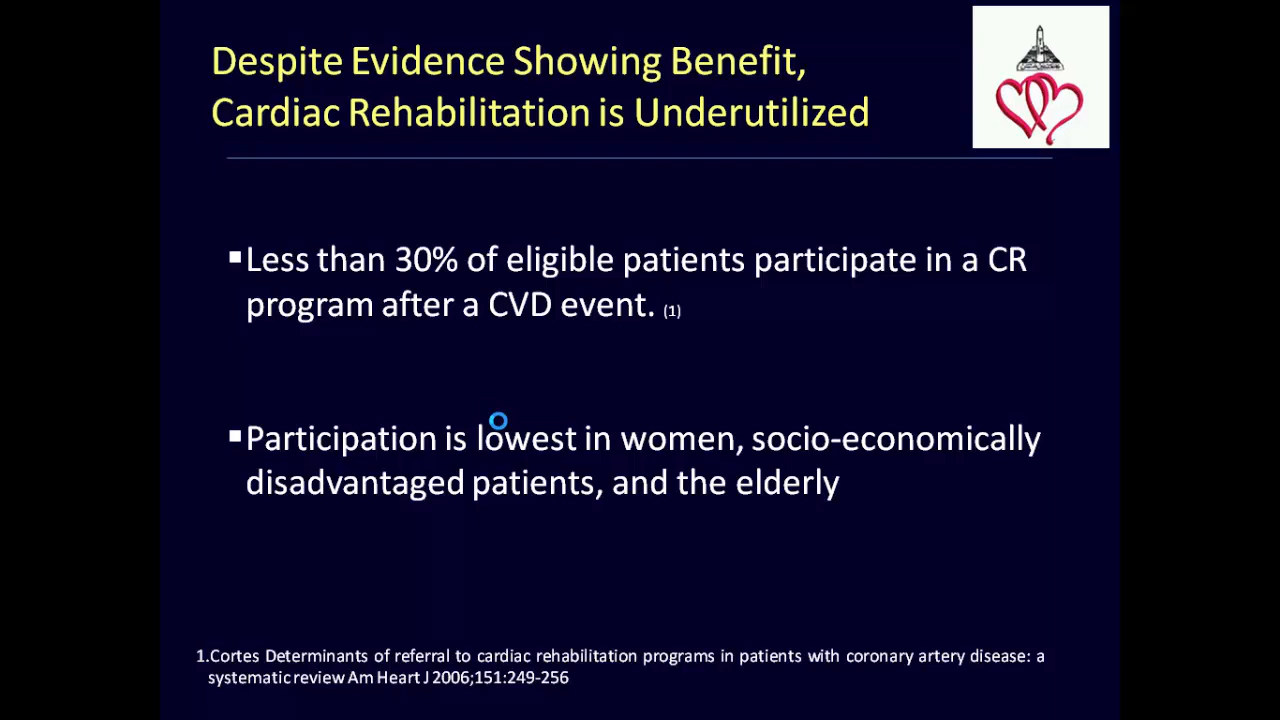 Despite Evidence Showing Benefit,
Cardiac Rehabilitation is Underutilized
▪Less than 30% of eligible patients participate in a CR
program after a CVD event. (1)
▪Participation is lowest in women, socio-economically
disadvantaged patients, and the elderly
1.Cortes Determinants of referral to cardiac rehabilitation programs in patients with coronary artery disease: a
systematic review Am Heart J 2006;151:249-256